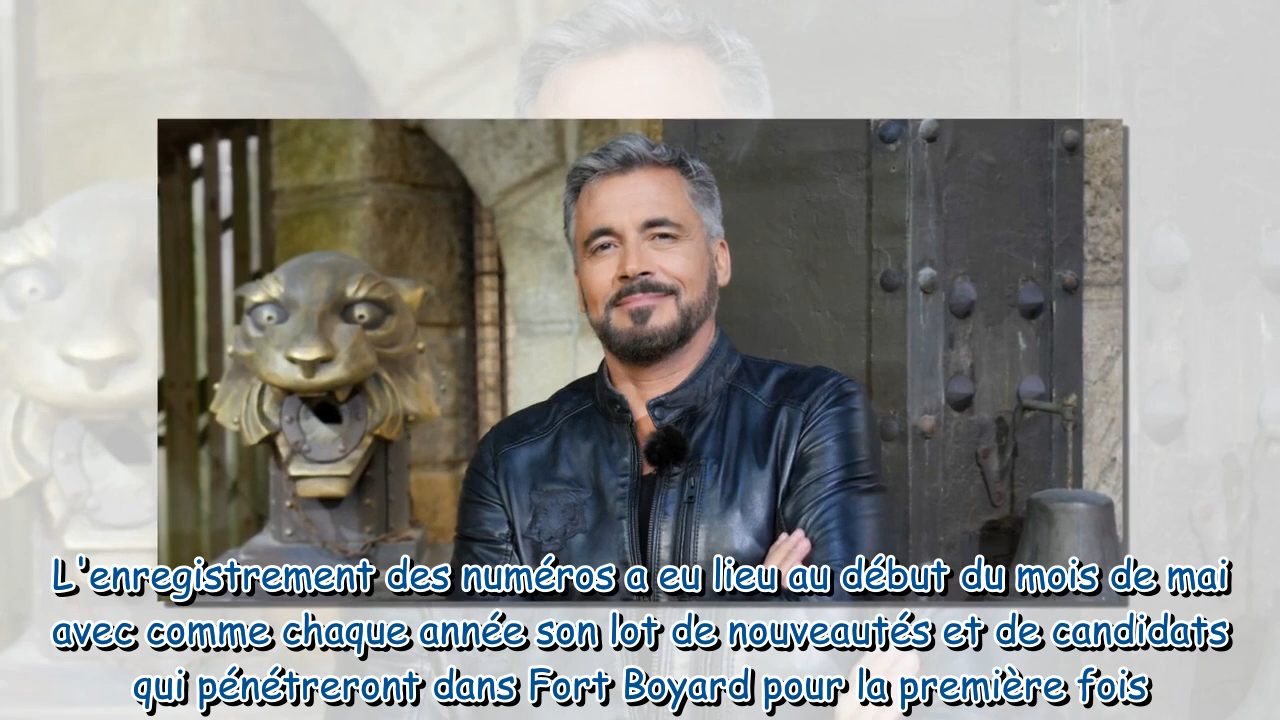 L'enregistrement des numéros a eu lieu au début du mois de mai
avec comme chaque année son lot de nouveautés et de candidats
qui pénétreront dans Fort Boyard pour la première fois